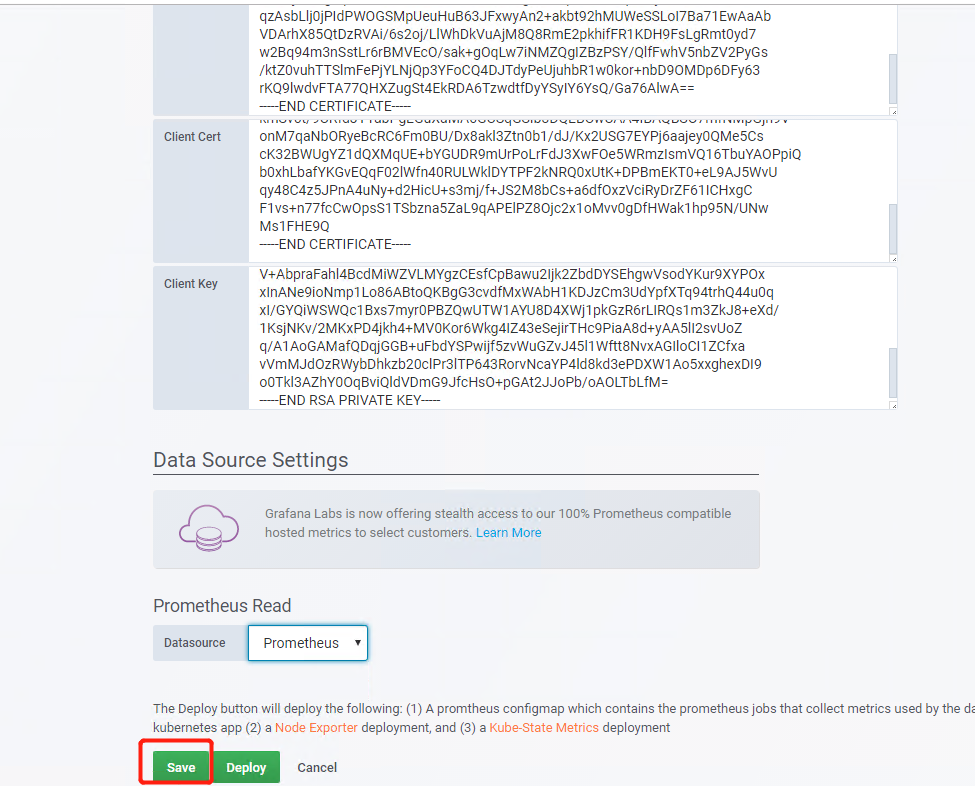 qzAsbLlj0jPIdPWOGSMpUeuHuB63JFxwyAn2+akbt92hMUWeSSLoI7Ba71EwAaAb
VDArhX85QtDzRVAi/6s2oj/LlWhDkVuAjM8Q8RmE2pkhifFR1KDH9FsLgRmt0yd7
w2Bq94m3nSstLr6rBMVEcO/sak+gOqLw7iNMZQgIZBzPSY/QlfFwhV5nbZV2PyGs
/ktZ0vuhTTSlmFePjYLNjQp3YFoCQ4DJTdyPeUjuhbR1w0kor+nbD9OMDp6DFy63
rKQ9lwdvFTA77QHXZugSt4EkRDA6TzwdtfDyYSyIY6YsQ/Ga76AlwA==
-----END CERTIFICATE-----
Client Cert
onM7qaNbORyeBcRC6Fm0BU/Dx8akl3Ztn0b1/dJ/Kx2USG7EYPj6aajey0QMe5Cs
cK32BWUgYZ1dQXMqUE+bYGUDR9mUrPoLrFdJ3XwFOe5WRmzIsmVQ16TbuYAOPpiQ
b0xhLbafYKGvEQqF02lWfn40RULWklDYTPF2kNRQ0xUtK+DPBmEKT0+eL9AJ5WvU
qy48C4z5JPnA4uNy+d2HicU+s3mj/f+JS2M8bCs+a6dfOxzVciRyDrZF61ICHxgC
F1vs+n77fcCwOpsS1TSbzna5ZaL9qAPElPZ8Ojc2x1oMvv0gDfHWak1hp95N/UNw
Ms1FHE9Q
-----END CERTIFICATE-----
Client Key
V+AbpraFahl4BcdMiWZVLMYgzCEsfCpBawu2Ijk2ZbdDYSEhgwVsodYKur9XYPOx
xInANe9ioNmp1Lo86ABtoQKBgG3cvdfMxWAbH1KDJzCm3UdYpfXTq94trhQ44u0q
xI/GYQiWSWQc1Bxs7myr0PBZQwUTW1AYU8D4XWj1pkGzR6rLIRQs1m3ZkJ8+eXd/
1KsjNKv/2MKxPD4jkh4+MV0Kor6Wkg4IZ43eSejirTHc9PiaA8d+yAA5lI2svUoZ
q/A1AoGAMafQDqjGGB+uFbdYSPwijf5zvWuGZvJ45l1Wftt8NvxAGIloCI1ZCfxa
vVmMJdOzRWybDhkzb20clPr3lTP643RorvNcaYP4ld8kd3ePDXW1Ao5xxghexDI9
o0Tkl3AZhY0OqBviQldVDmG9JfcHsO+pGAt2JJoPb/oAOLTbLfM=
-----END RSA PRIVATE KEY-----
Data Source Settings
Grafana Labs is now offering stealth access to our 100% Prometheus compatible
hosted metrics to select customers. Learn More
Prometheus Read
Datasource Prometheus
The Deploy button will deploy the following: (1) A promtheus configmap which contains the prometheus jobs that collect metrics used by the da
kubernetes app (2) a Node Exporter deployment, and (3) a Kube-State Metrics deployment
Save Deploy Cancel